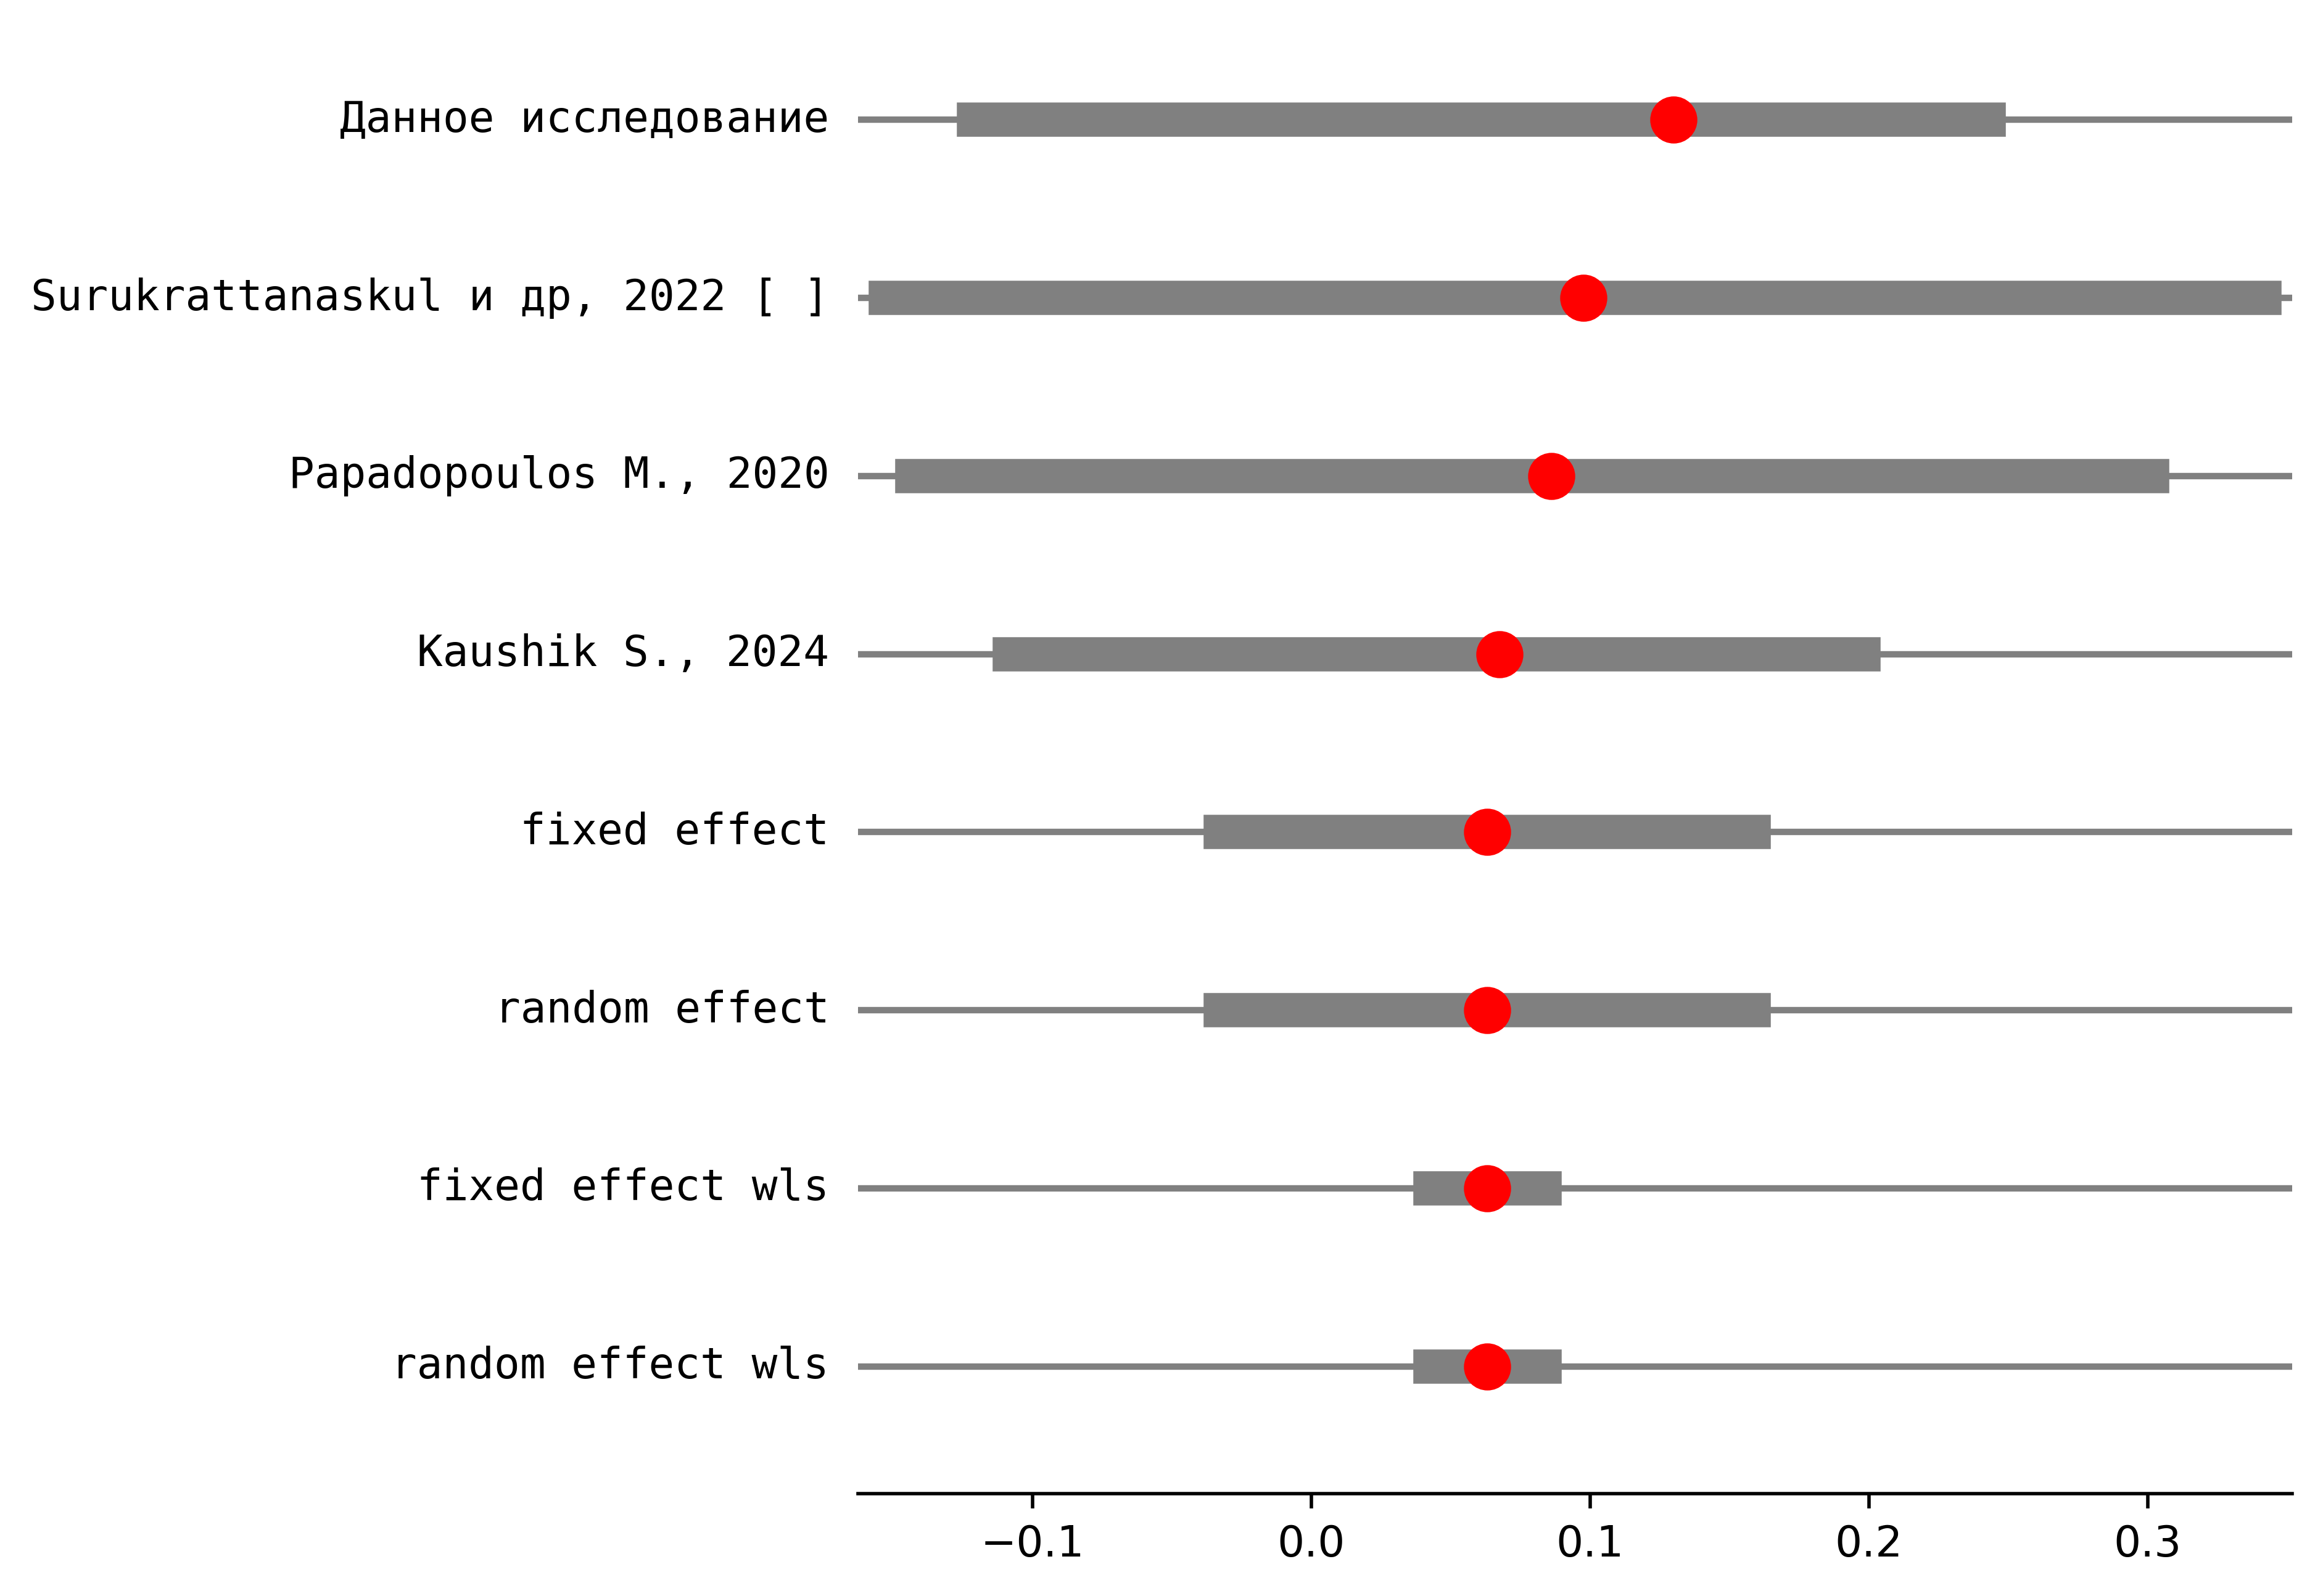 Данное исследование
Surukrattanaskul и др, 2022 [ ]
Papadopoulos M., 2020
Kaushik S., 2024
fixed effect
random effect
fixed effect wls
random effect wls
−0.1 0.0 0.1 0.2 0.3